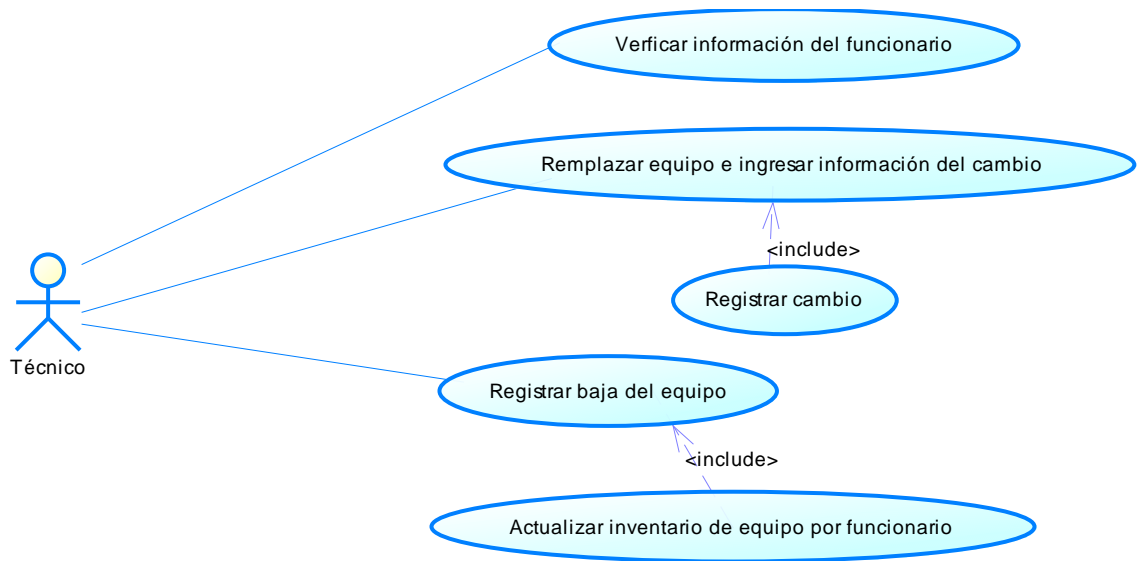 Verficar información del funcionario
Remplazar equipo e ingresar información del cambio
<include>
Registrar cambio
Técnico
Registrar baja del equipo
<include>
Actualizar inventario de equipo por funcionario